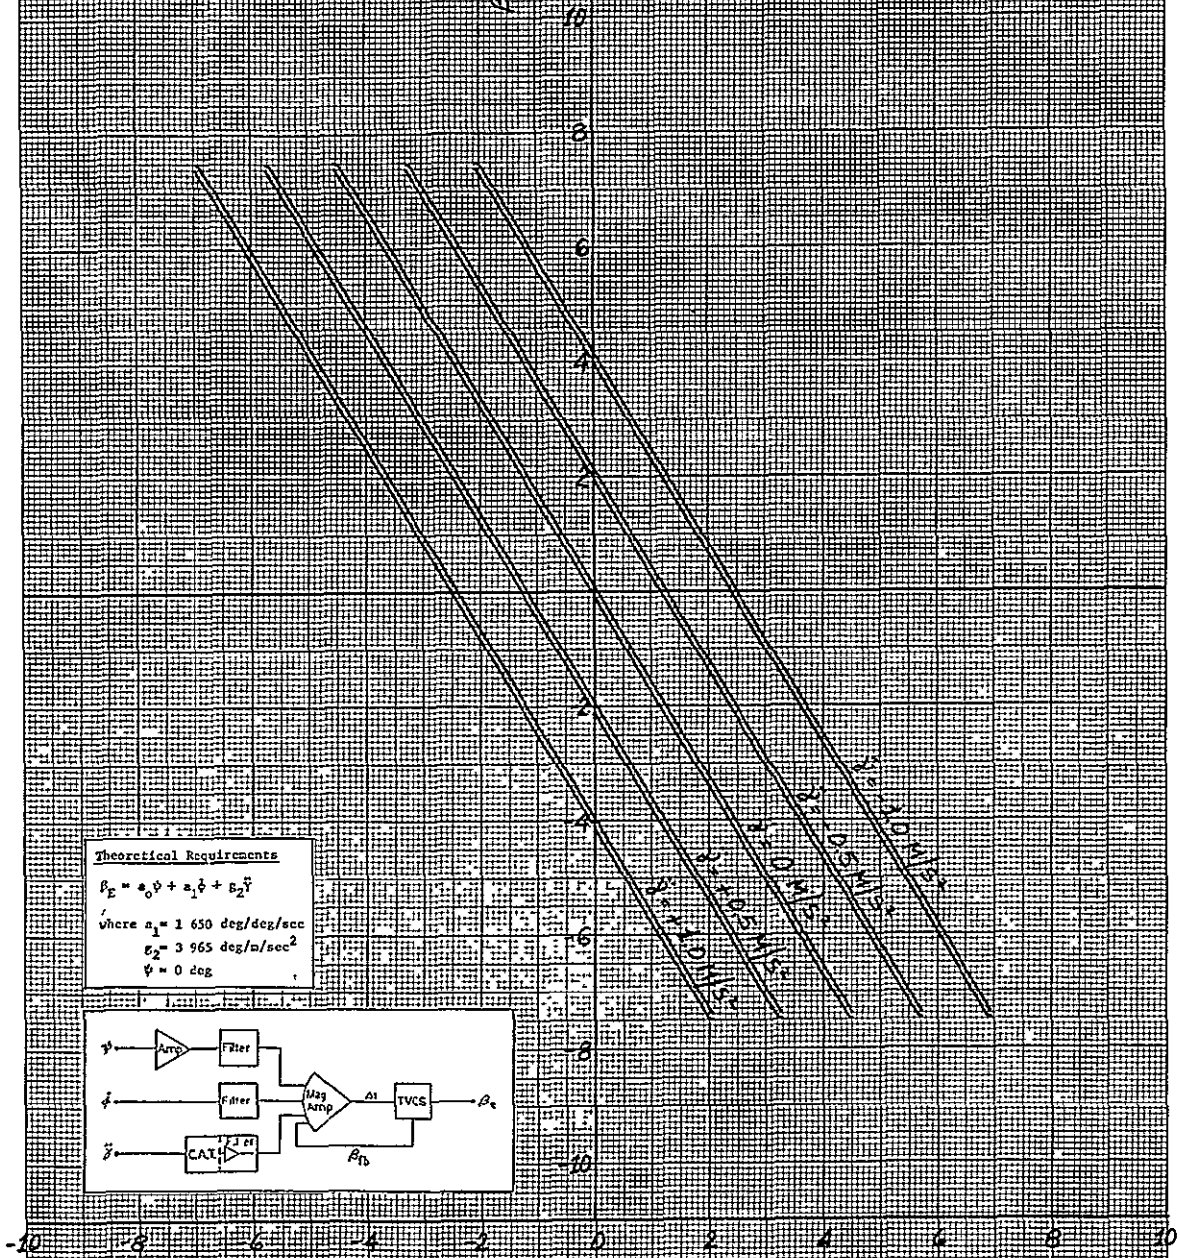 10
8
6
4
2
2
-4
-6
-8
-10
-10
-8
-6
-4
-2
0
2
4
6
8
10
γ̈ = -1.0 M/S²
γ̈ = -0.5 M/S²
γ̈ = 0 M/S²
γ̈ = +0.5 M/S²
γ̈ = +1.0 M/S²
Theoretical Requirements
β_E = a₀ψ + a₁φ̇ + g₂γ̈
where a₁= 1 650 deg/deg/sec
g₂= 3 965 deg/m/sec²
ψ = 0 deg
ψ
Amp
Filter
φ̇
Filter
Mag Amp
ΔI
TVCS
β_ε
γ̈
C.A.I.
β_fb